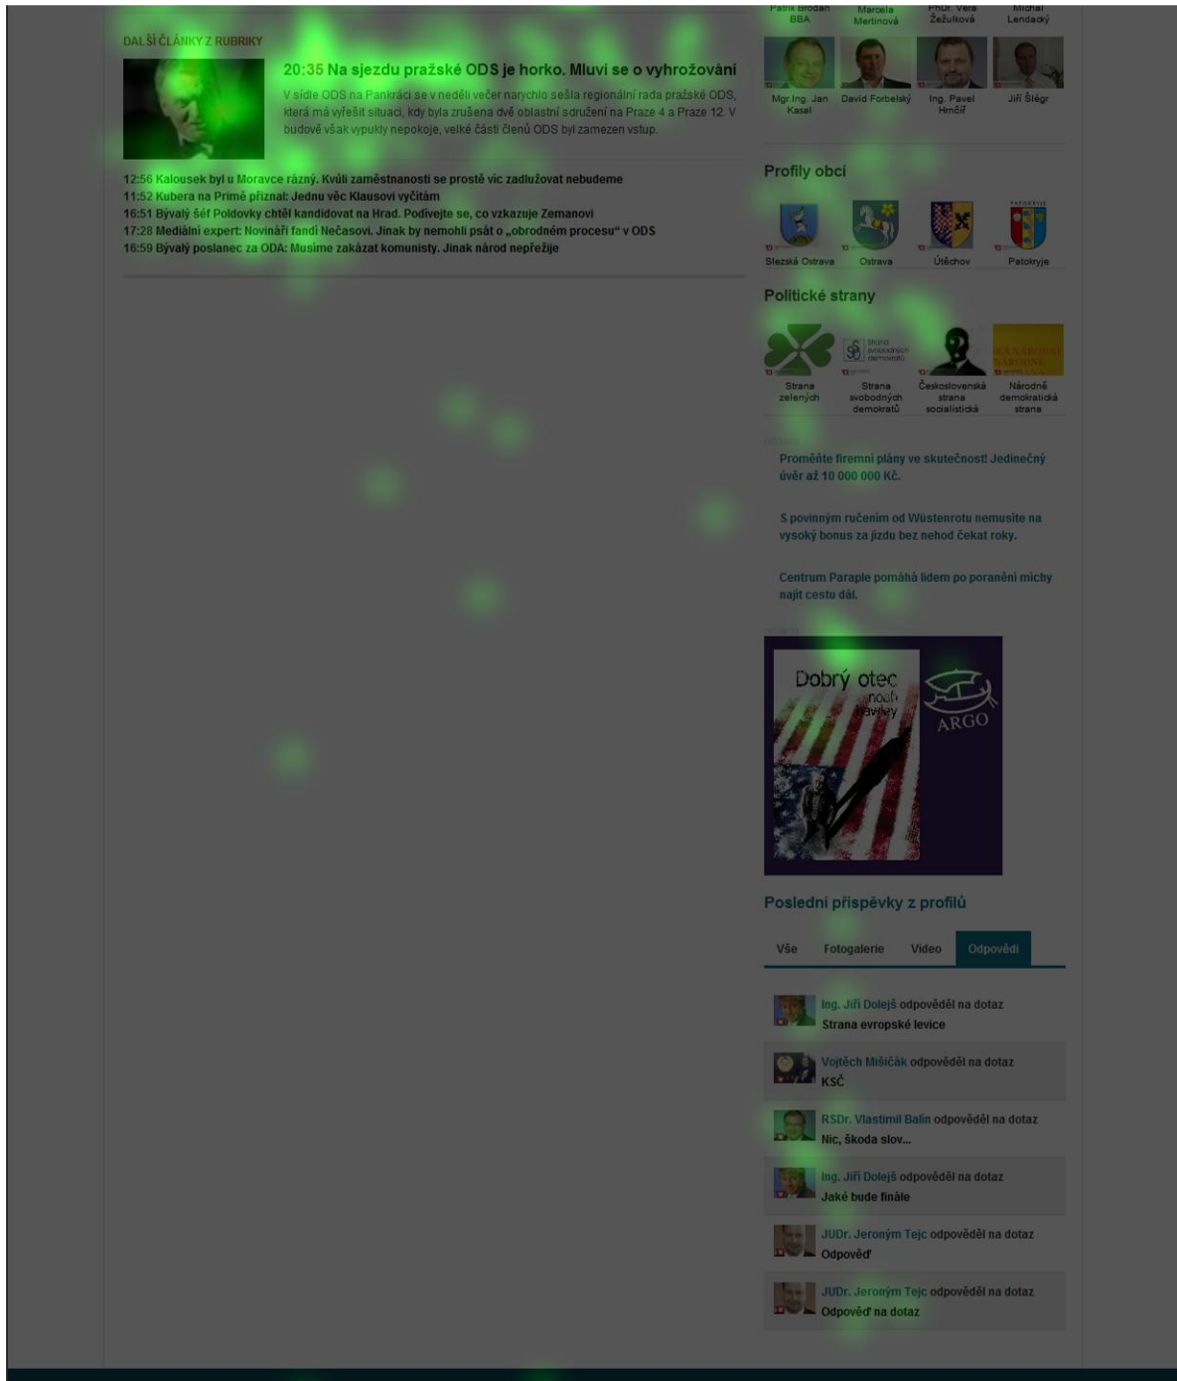 DALŠÍ ČLÁNKY Z RUBRIKY
20:35 Na sjezdu pražské ODS je horko. Mluví se o vyhrožování
V sídle ODS na Pankráci se v neděli večer narychlo sešla regionální rada pražské ODS,
která má vyřešit situaci, kdy byla zrušena dvě oblastní sdružení na Praze 4 a Praze 12. V
budově však vypukly nepokoje, velké části členů ODS byl zamezen vstup.
12:56 Kalousek byl u Moravce rázný. Kvůli zaměstnanosti se prostě víc zadlužovat nebudeme
11:52 Kubera na Primě přiznal: Jednu věc Klausovi vyčítám
16:51 Bývalý šéf Poldovky chtěl kandidovat na Hrad. Podívejte se, co vzkazuje Zemanovi
17:28 Mediální expert: Novináři fandí Nečasovi. Jinak by nemohli psát o „obrodném procesu“ v ODS
16:59 Bývalý poslanec za ODA: Musíme zakázat komunisty. Jinak národ nepřežije
Patrik Brodan
BBA
Marcela
Mertinová
PhDr. Věra
Žežulková
Michal
Lendacký
Mgr.Ing. Jan
Kasal
David Forbelský
Ing. Pavel
Hrnčíř
Jiří Šlégr
Profily obcí
Slezská Ostrava
Ostrava
Útěchov
PATOKRYJE
Patokryje
Politické strany
Strana
zelených
Strana
svobodných
demokratů
Strana
svobodných
demokratů
Československá
strana
socialistická
Národně
demokratická
strana
Proměňte firemní plány ve skutečnost! Jedinečný
úvěr až 10 000 000 Kč.
S povinným ručením od Wüstenrotu nemusíte na
vysoký bonus za jízdu bez nehod čekat roky.
Centrum Paraple pomáhá lidem po poranění míchy
najít cestu dál.
Dobrý otec
noah
hawley
ARGO
Poslední příspěvky z profilů
Vše Fotogalerie Video Odpovědi
Ing. Jiří Dolejš odpověděl na dotaz
Strana evropské levice
Vojtěch Mišičák odpověděl na dotaz
KSČ
RSDr. Vlastimil Balín odpověděl na dotaz
Nic, škoda slov...
Ing. Jiří Dolejš odpověděl na dotaz
Jaké bude finále
JUDr. Jeroným Tejc odpověděl na dotaz
Odpověď
JUDr. Jeroným Tejc odpověděl na dotaz
Odpověď na dotaz